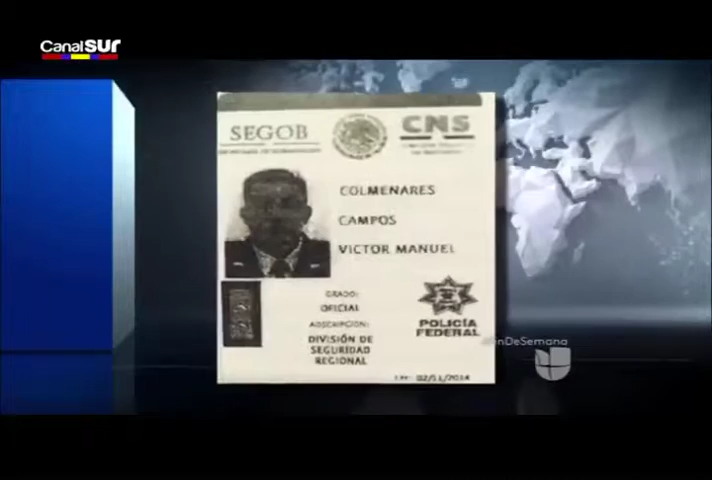 CanalSUR
SEGOB
CNS
COLMENARES
CAMPOS
VICTOR MANUEL
GRADO:
OFICIAL
ADSCRIPCION:
DIVISIÓN DE
SEGURIDAD
REGIONAL
POLICÍA
FEDERAL
02/11/2014
DeSemana